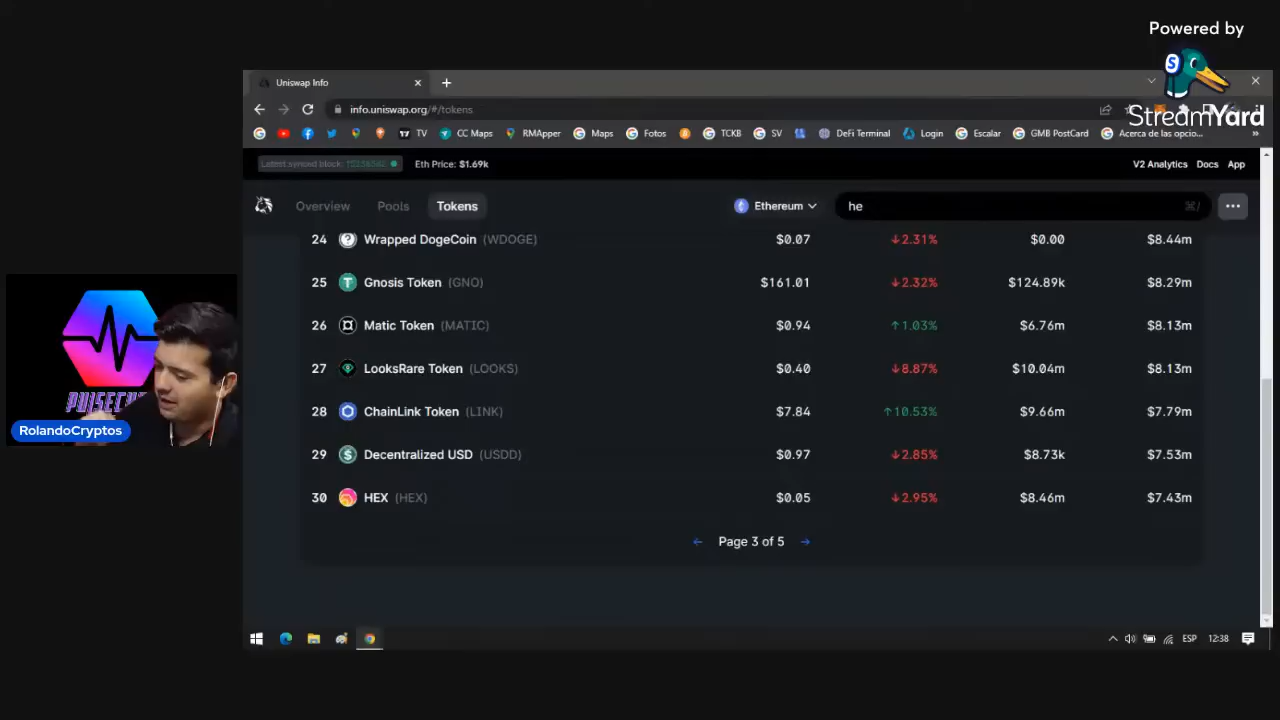 Powered by
StreamYard
Uniswap Info
info.uniswap.org/#/tokens
TV CC Maps RMApper Maps Fotos TCKB SV DeFi Terminal Login Escalar GMB PostCard Acerca de las opcio...
Latest synced block: Eth Price: $1.69k V2 Analytics Docs App
Overview Pools Tokens Ethereum he ⌘/ ...
24 Wrapped DogeCoin (WDOGE) $0.07 ↓2.31% $0.00 $8.44m
25 Gnosis Token (GNO) $161.01 ↓2.32% $124.89k $8.29m
26 Matic Token (MATIC) $0.94 ↑1.03% $6.76m $8.13m
27 LooksRare Token (LOOKS) $0.40 ↓8.87% $10.04m $8.13m
28 ChainLink Token (LINK) $7.84 ↑10.53% $9.66m $7.79m
29 Decentralized USD (USDD) $0.97 ↓2.85% $8.73k $7.53m
30 HEX (HEX) $0.05 ↓2.95% $8.46m $7.43m
← Page 3 of 5 →
RolandoCryptos
ESP 12:38